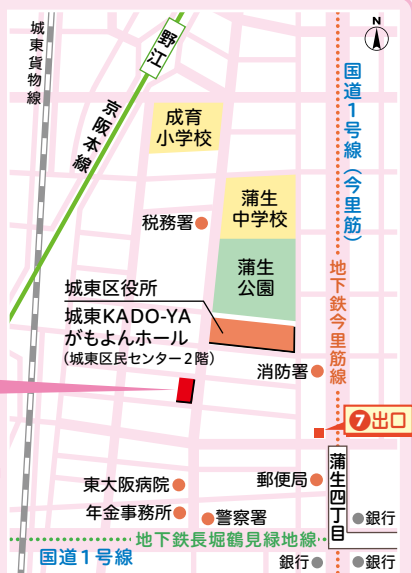 N
城東貨物線
野江
京阪本線
国道1号線(今里筋)
成育
小学校
蒲生
中学校
税務署
蒲生
公園
地下鉄今里筋線
城東区役所
城東KADO-YA
がもよんホール
(城東区民センター2階)
消防署
7出口
蒲生四丁目
東大阪病院
郵便局
年金事務所
警察署
銀行
地下鉄長堀鶴見緑地線
国道1号線
銀行
銀行